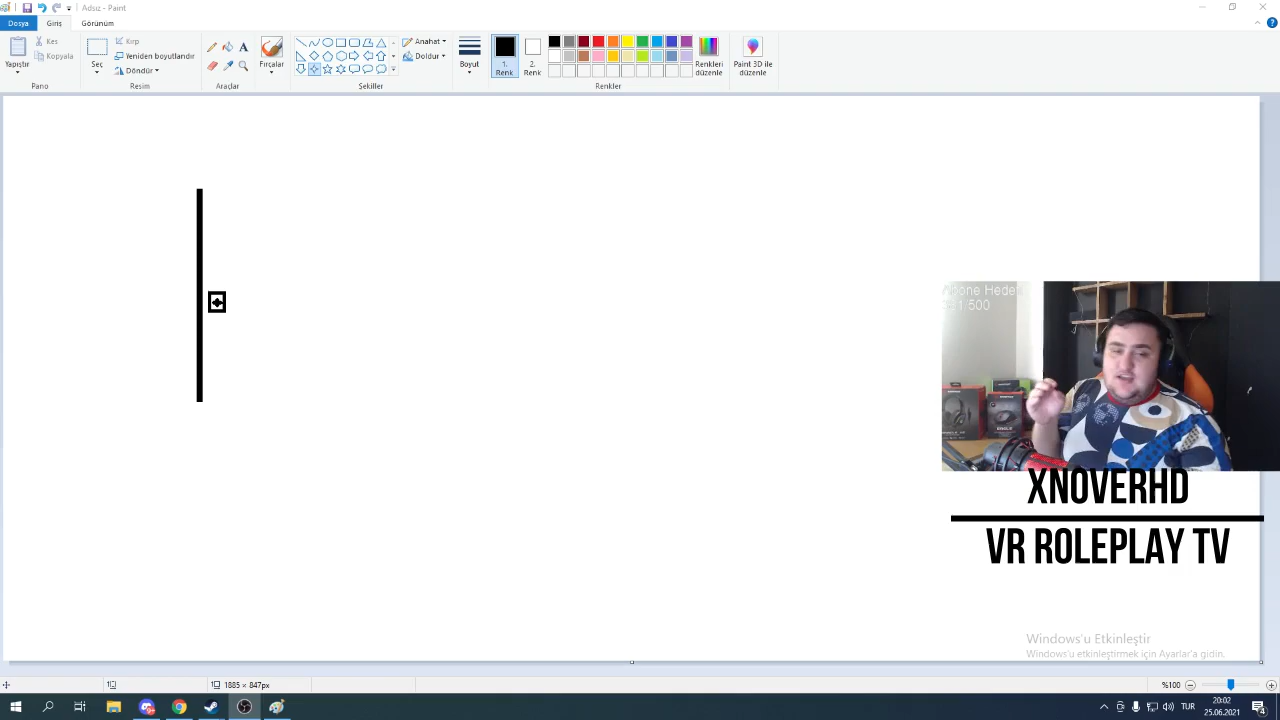 Adsız - Paint
Dosya
Giriş
Görünüm
Yapıştır
Kes
Kopyala
Pano
Seç
Kırp
Yeniden boyutlandır
Döndür
Resim
Araçlar
Fırçalar
Anahat
Doldur
Şekiller
Boyut
1.
Renk
2.
Renk
Renkleri
düzenle
Renkler
Paint 3D ile
düzenle
/500
XNOVERHD
VR ROLEPLAY TV
Windows'u Etkinleştir
Windows'u etkinleştirmek için Ayarlar'a gidin.
1885 × 847px
%100
TUR
20:02
25.06.2021